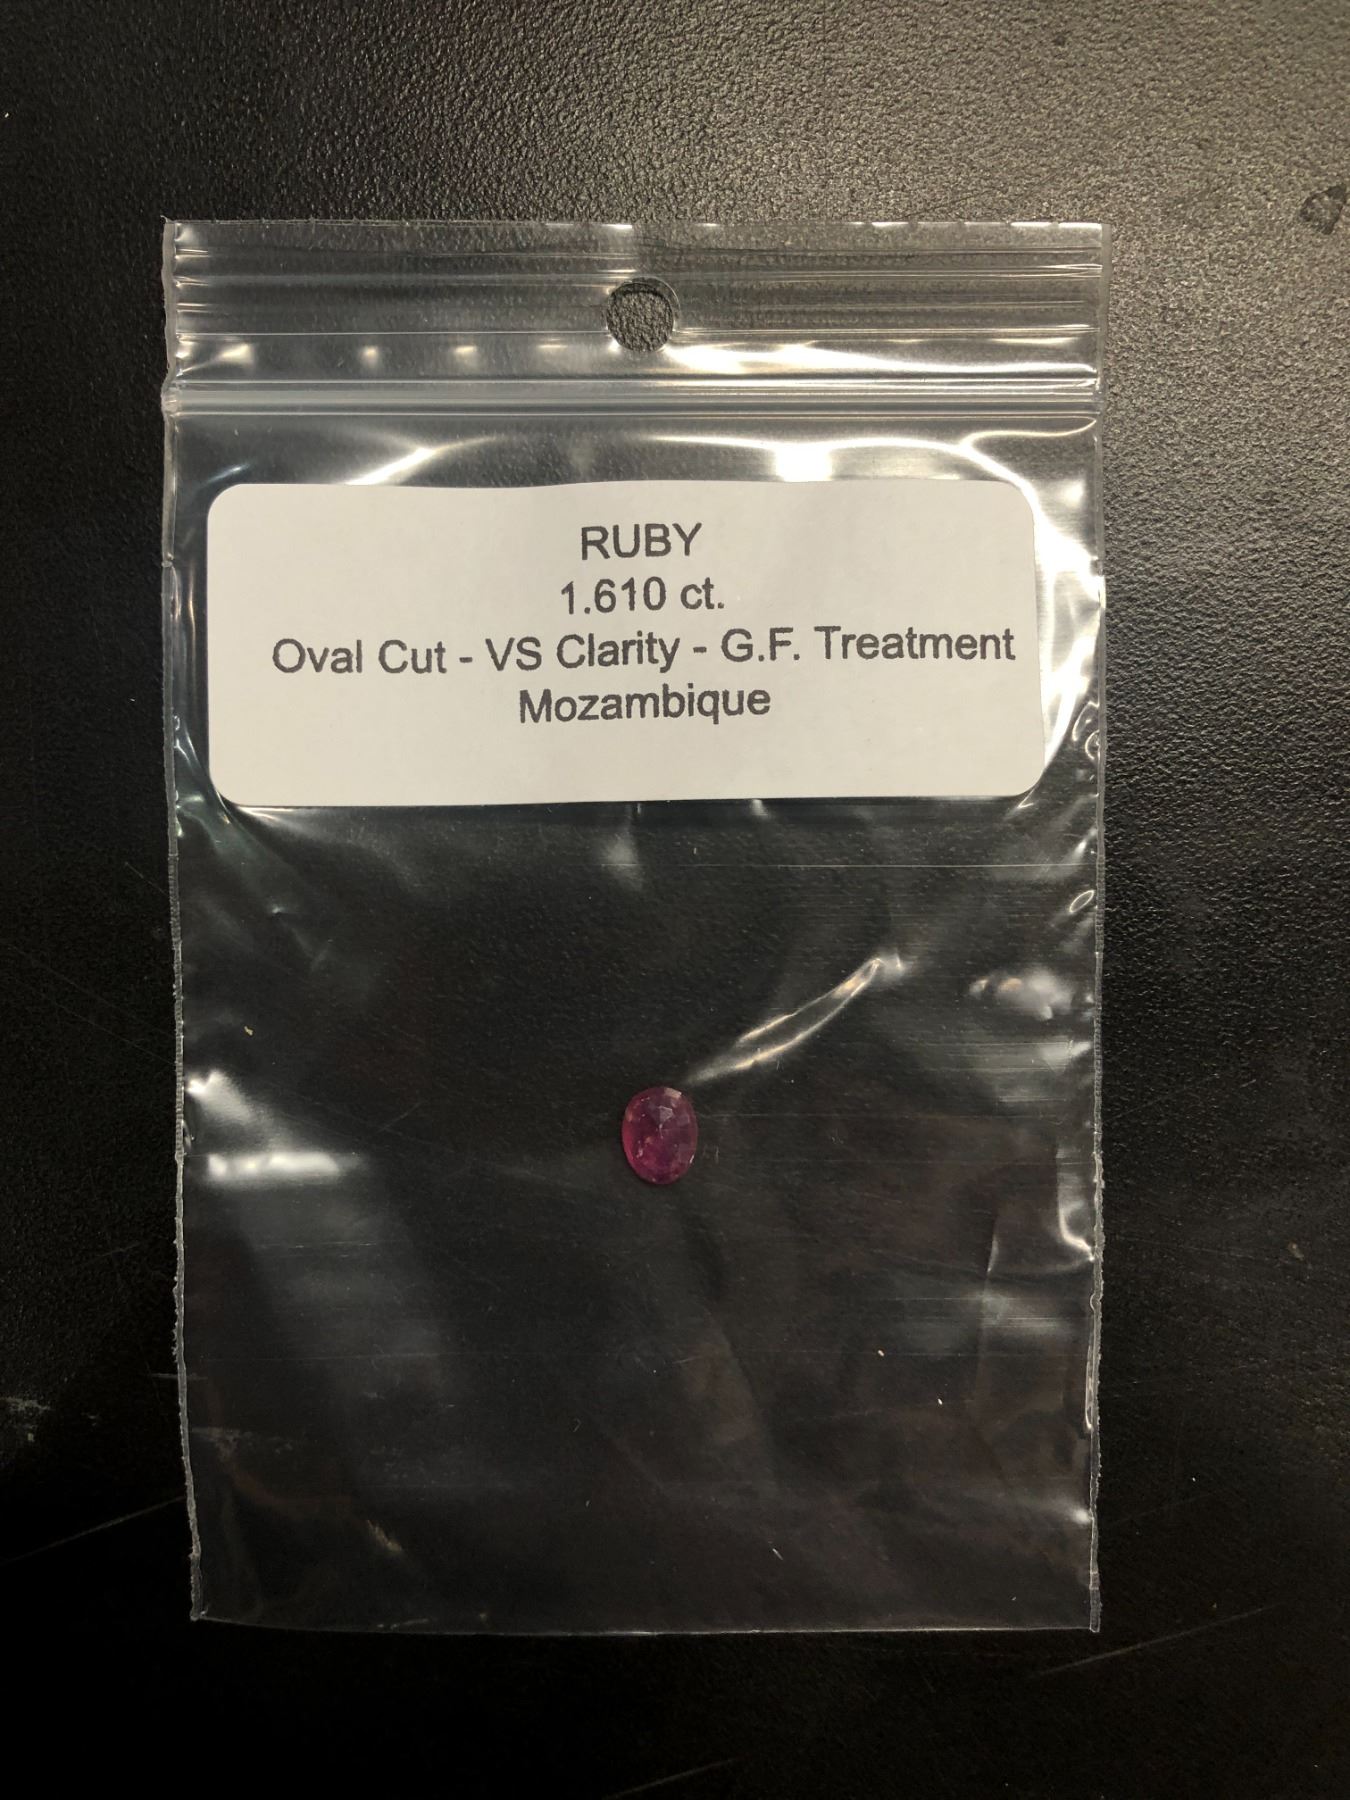 RUBY
1.610 ct.
Oval Cut - VS Clarity - G.F. Treatment
Mozambique